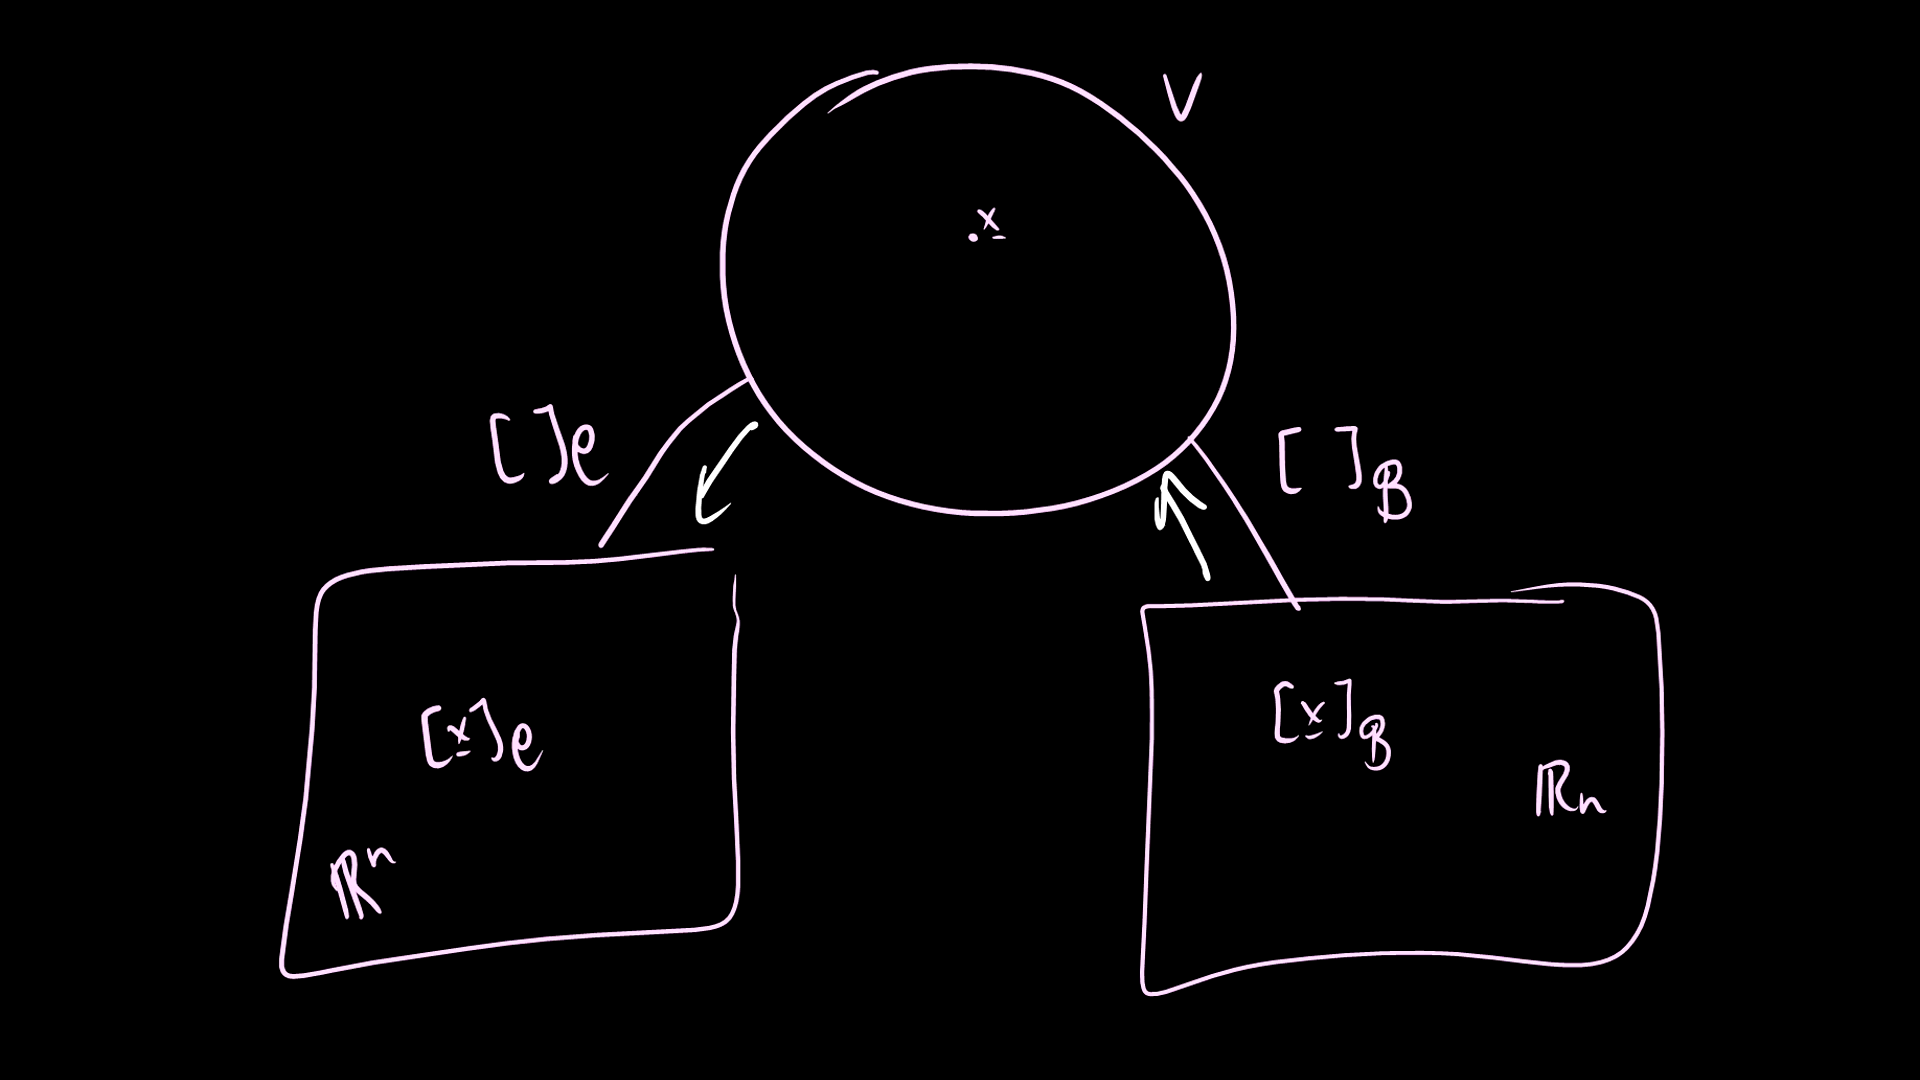 V
.x
[ ]e
[ ]B
[x]e
[x]B
ℝn
ℝⁿ